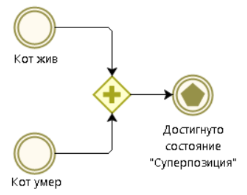 Кот жив
Кот умер
Достигнуто
состояние
"Суперпозиция"